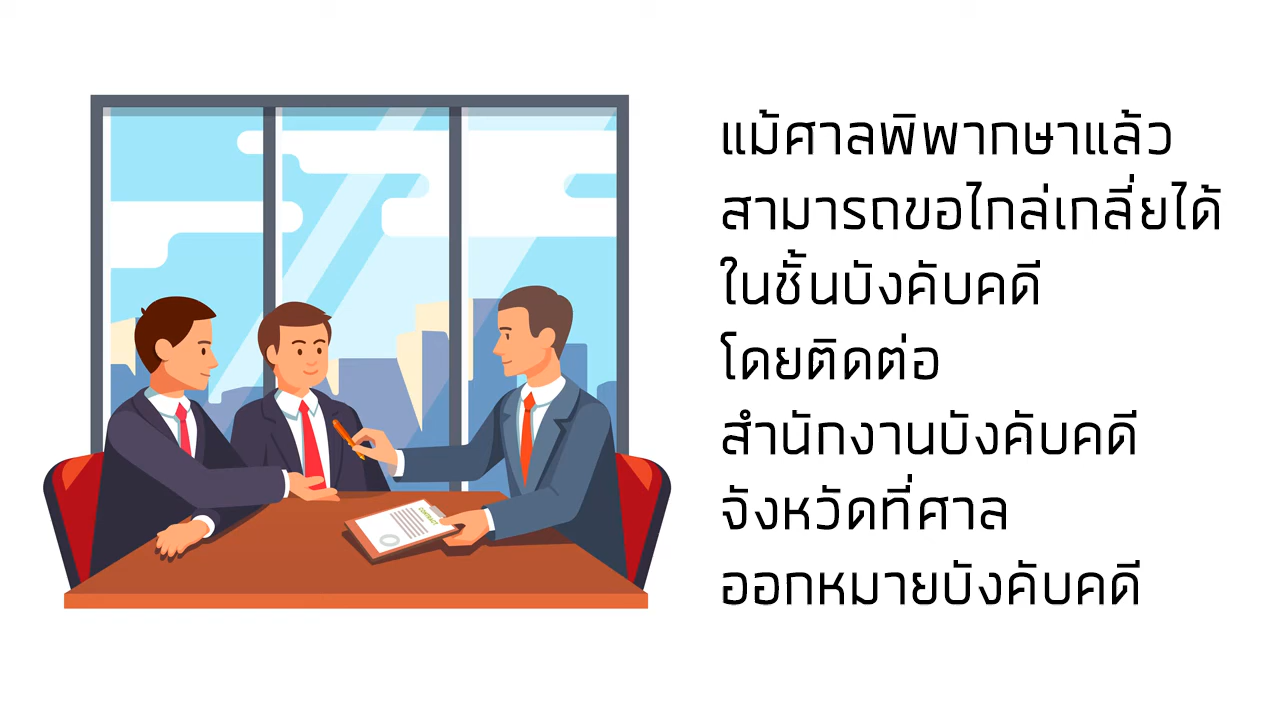 แม้ศาลพิพากษาแล้ว
สามารถขอไกล่เกลี่ยได้
ในชั้นบังคับคดี
โดยติดต่อ
สำนักงานบังคับคดี
จังหวัดที่ศาล
ออกหมายบังคับคดี
CONTRACT